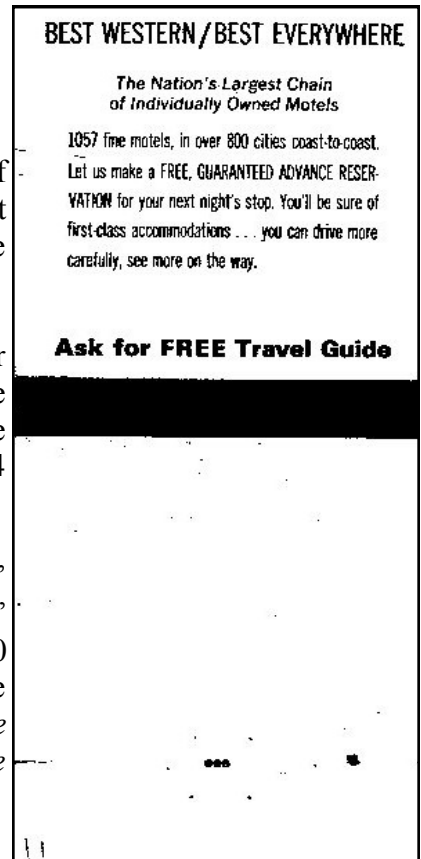 BEST WESTERN/BEST EVERYWHERE
The Nation's Largest Chain
of Individually Owned Motels
1057 fine motels, in over 800 cities coast-to-coast.
Let us make a FREE, GUARANTEED ADVANCE RESER-
VATION for your next night's stop. You'll be sure of
first-class accommodations . . . you can drive more
carefully, see more on the way.
Ask for FREE Travel Guide